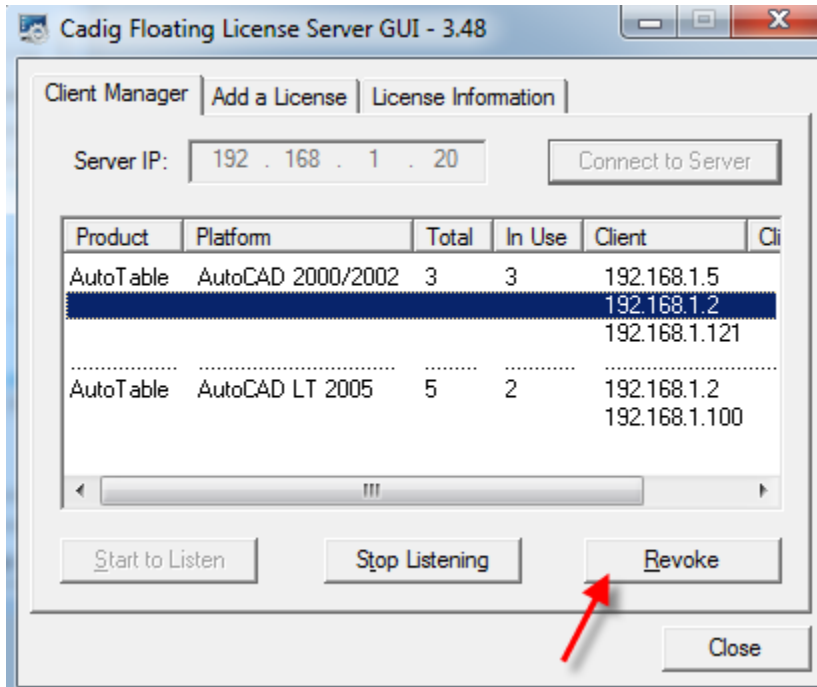 Cadig Floating License Server GUI - 3.48
Client Manager Add a License License Information
Server IP: 192 . 168 . 1 . 20 Connect to Server
Product Platform Total In Use Client Cli
AutoTable AutoCAD 2000/2002 3 3 192.168.1.5
192.168.1.2
192.168.1.121
AutoTable AutoCAD LT 2005 5 2 192.168.1.2
192.168.1.100
Start to Listen Stop Listening Revoke
Close